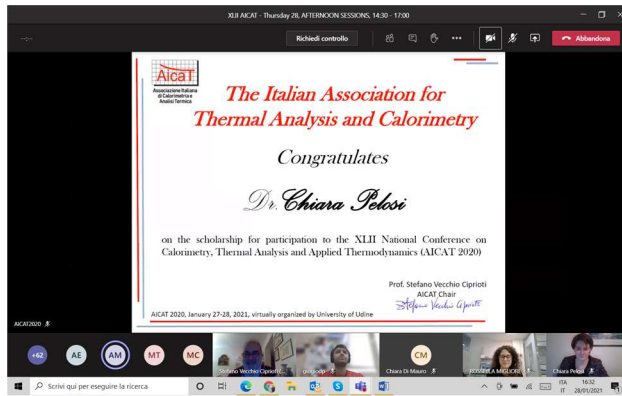 XLII AICAT - Thursday 28, AFTERNOON SESSIONS, 14:30 - 17:00
Richiedi controllo
Abbandona
AICAT
Associazione Italiana
di Calorimetria e
Analisi Termica
The Italian Association for
Thermal Analysis and Calorimetry
Congratulates
Dr. Chiara Pelosi
on the scholarship for participation to the XLII National Conference on
Calorimetry, Thermal Analysis and Applied Thermodynamics (AICAT 2020)
Prof. Stefano Vecchio Ciprioti
AICAT Chair
Stefano Vecchio Ciprioti
AICAT 2020, January 27-28, 2021, virtually organized by University of Udine
AICAT2020
+62
AE
AM
MT
MC
CM
Stefano Vecchio Ciprioti
Chiara Di Mauro
ROSSELLA MIGLIORE
Chiara Pelosi
Scrivi qui per eseguire la ricerca
ITA
16:32
IT
28/01/2021